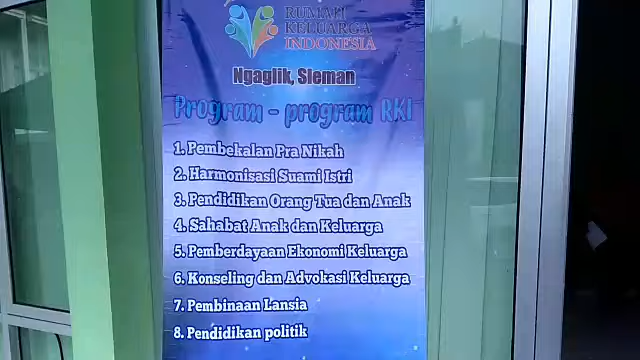 RUMAH
KELUARGA
INDONESIA
Ngaglik, Sleman
Program - program RKI
1. Pembekalan Pra Nikah
2. Harmonisasi Suami Istri
3. Pendidikan Orang Tua dan Anak
4. Sahabat Anak dan Keluarga
5. Pemberdayaan Ekonomi Keluarga
6. Konseling dan Advokasi Keluarga
7. Pembinaan Lansia
8. Pendidikan politik